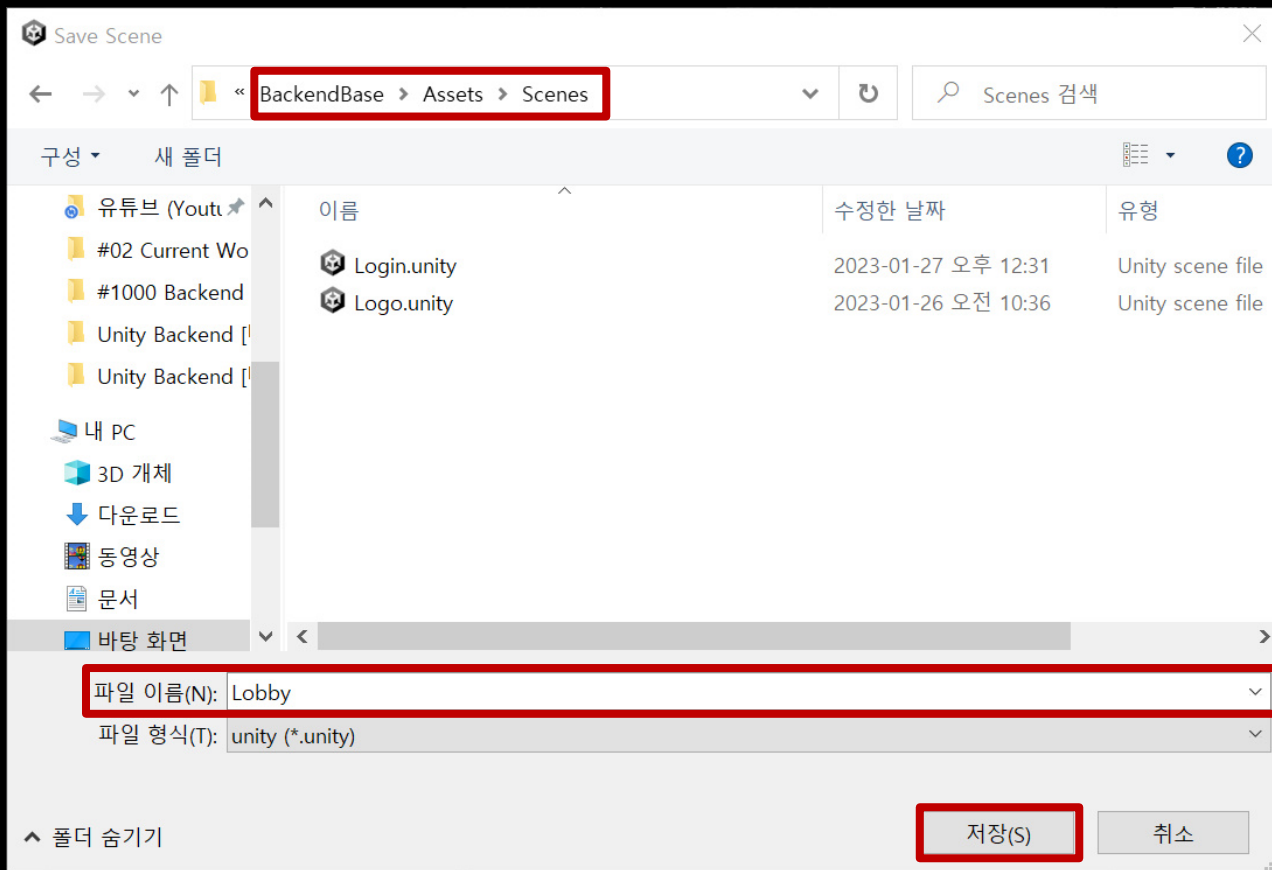 Save Scene
« BackendBase > Assets > Scenes
Scenes 검색
구성
새 폴더
이름 수정한 날짜 유형
Login.unity 2023-01-27 오후 12:31 Unity scene file
Logo.unity 2023-01-26 오전 10:36 Unity scene file
유튜브 (Youtu
#02 Current Wo
#1000 Backend
Unity Backend [
Unity Backend [
내 PC
3D 개체
다운로드
동영상
문서
바탕 화면
파일 이름(N): Lobby
파일 형식(T): unity (*.unity)
폴더 숨기기
저장(S)
취소